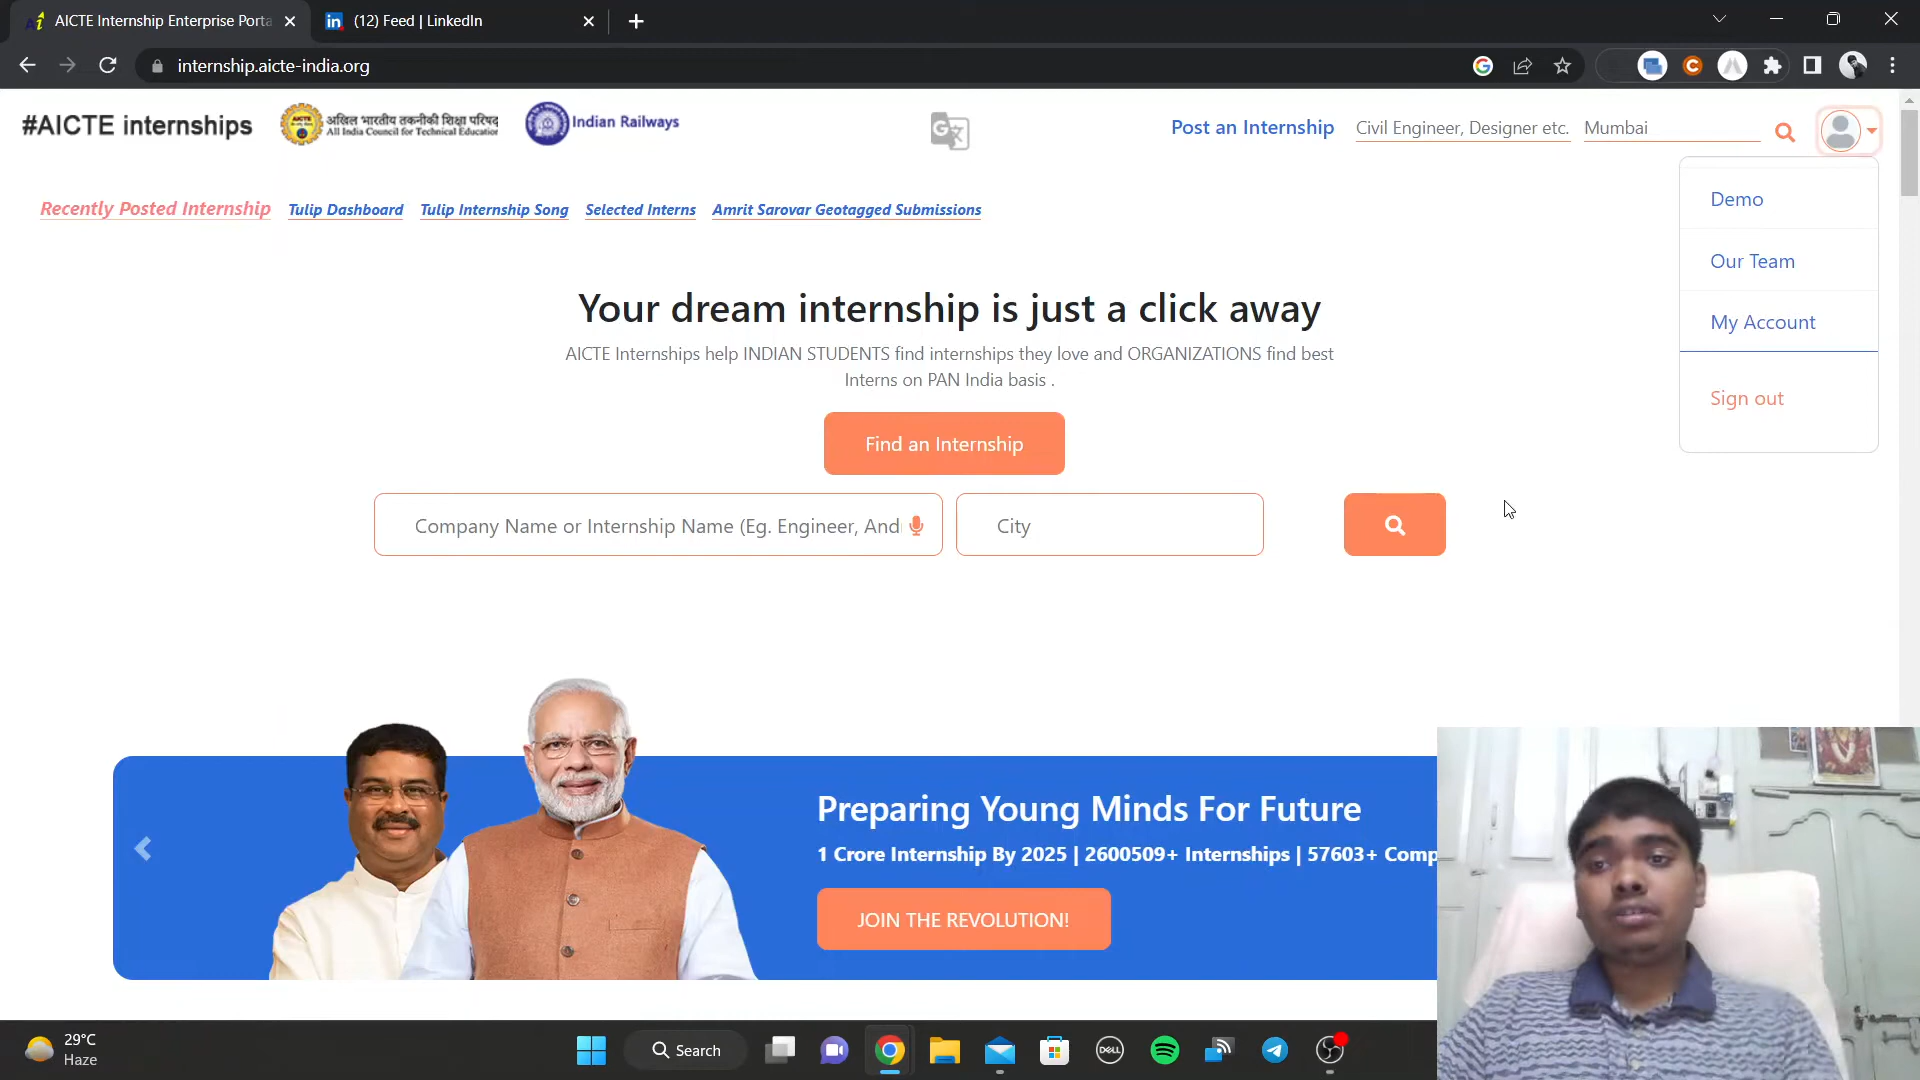 AICTE Internship Enterprise Porta
(12) Feed | LinkedIn
internship.aicte-india.org
#AICTE internships
अखिल भारतीय तकनीकी शिक्षा परिषद
All India Council for Technical Education
Indian Railways
Post an Internship
Civil Engineer, Designer etc.
Mumbai
Recently Posted Internship
Tulip Dashboard
Tulip Internship Song
Selected Interns
Amrit Sarovar Geotagged Submissions
Demo
Our Team
My Account
Sign out
Your dream internship is just a click away
AICTE Internships help INDIAN STUDENTS find internships they love and ORGANIZATIONS find best
Interns on PAN India basis .
Find an Internship
Company Name or Internship Name (Eg. Engineer, And
City
Preparing Young Minds For Future
1 Crore Internship By 2025 | 2600509+ Internships | 57603+ Comp
JOIN THE REVOLUTION!
29°C
Haze
Search
DELL